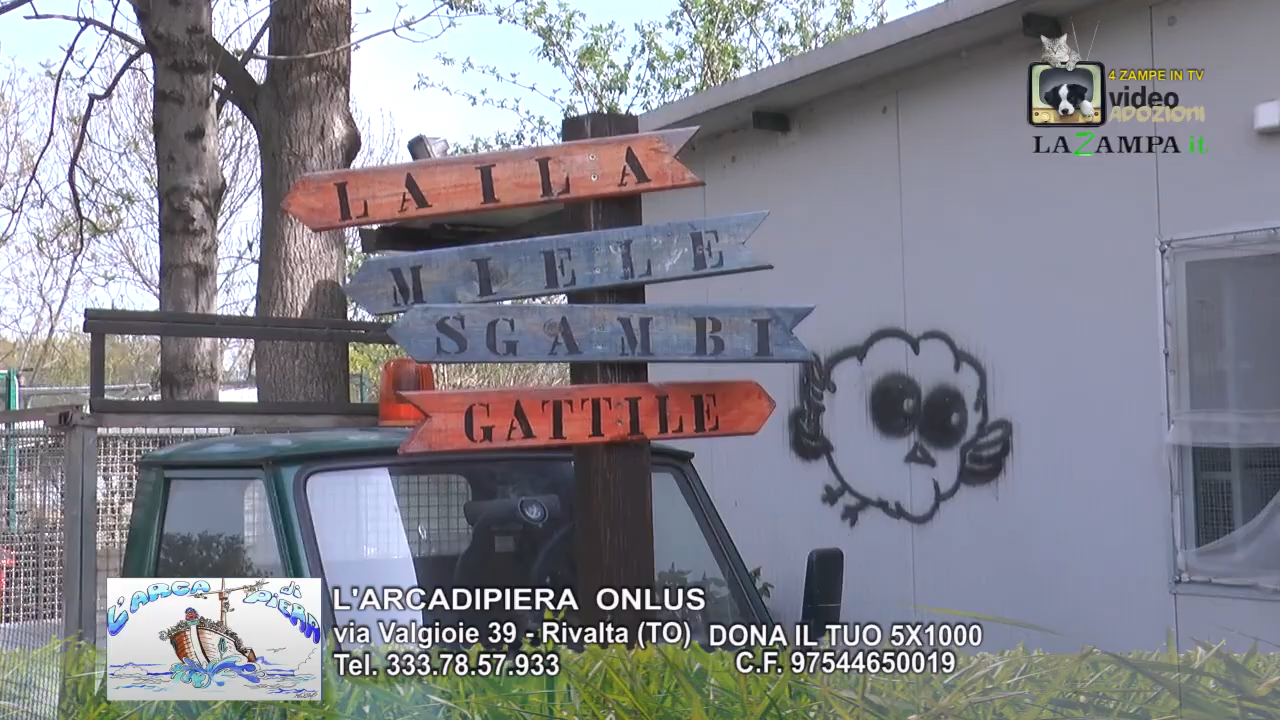 4 ZAMPE IN TV
video
ADOZIONI
LAZAMPA it
LAILA
MIELE
SGAMBI
GATTILE
L'ARCA di PIERA
L'ARCADIPIERA ONLUS
via Valgioie 39 - Rivalta (TO) DONA IL TUO 5X1000
Tel. 333.78.57.933 C.F. 97544650019